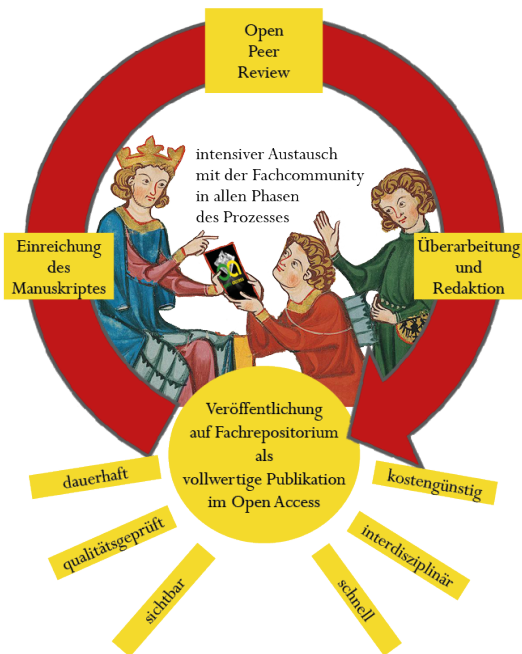 Open
Peer
Review
intensiver Austausch
mit der Fachcommunity
in allen Phasen
des Prozesses
Einreichung
des
Manuskriptes
Überarbeitung
und
Redaktion
Veröffentlichung
auf Fachrepositorium
als
vollwertige Publikation
im Open Access
dauerhaft
qualitätsgeprüft
sichtbar
schnell
interdisziplinär
kostengünstig